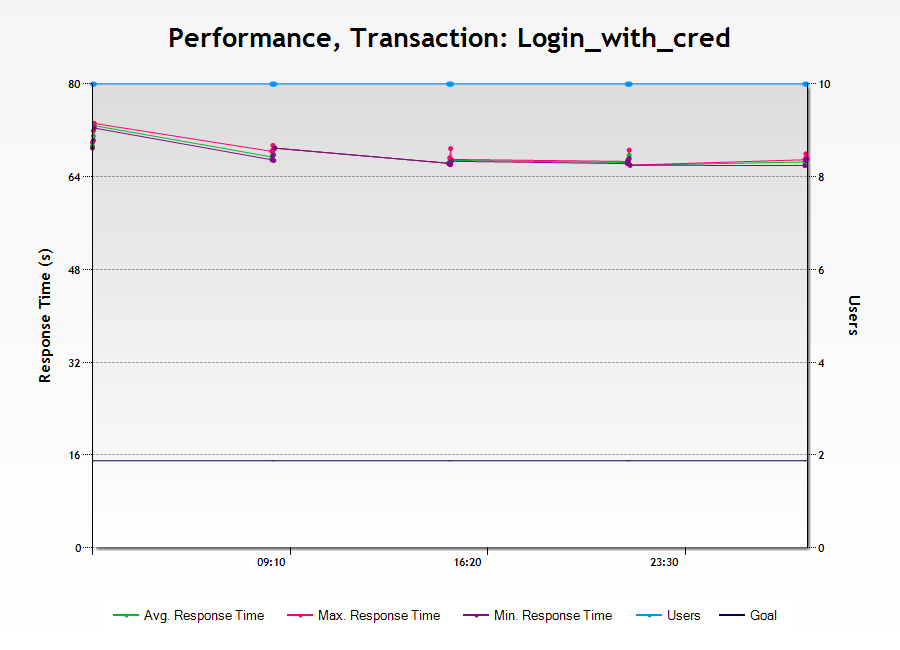 Performance, Transaction: Login_with_cred
80
10
64
8
48
6
Response Time (s)
Users
32
4
16
2
0
0
09:10
16:20
23:30
Avg. Response Time
Max. Response Time
Min. Response Time
Users
Goal